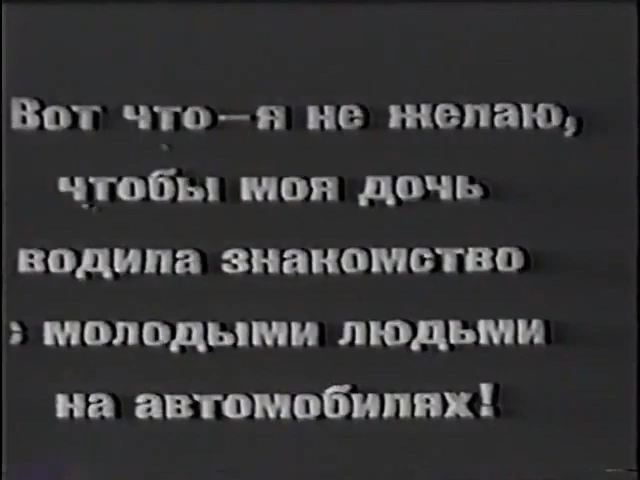 Вот что—я не желаю,
чтобы моя дочь
водила знакомство
с молодыми людьми
на автомобилях!